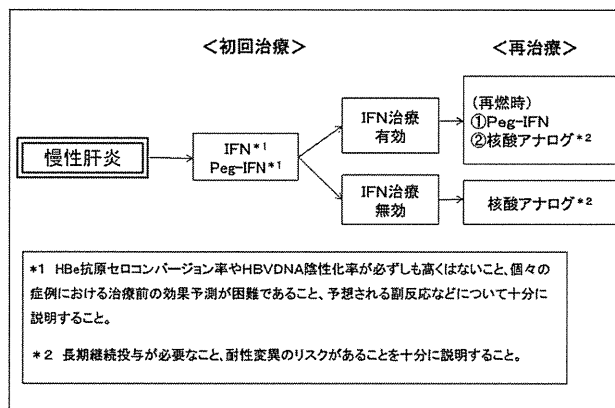 ＜初回治療＞ ＜再治療＞
慢性肝炎
IFN*1
Peg-IFN*1
IFN治療
有効
（再燃時）
①Peg-IFN
②核酸アナログ*2
IFN治療
無効
核酸アナログ*2
*1 HBe抗原セロコンバージョン率やHBVDNA陰性化率が必ずしも高くはないこと、個々の
症例における治療前の効果予測が困難であること、予想される副反応などについて十分に
説明すること。
*2 長期継続投与が必要なこと、耐性変異のリスクがあることを十分に説明すること。